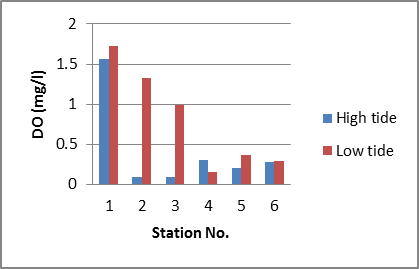 2
1.5
1
0.5
0
DO (mg/l)
1 2 3 4 5 6
Station No.
High tide
Low tide